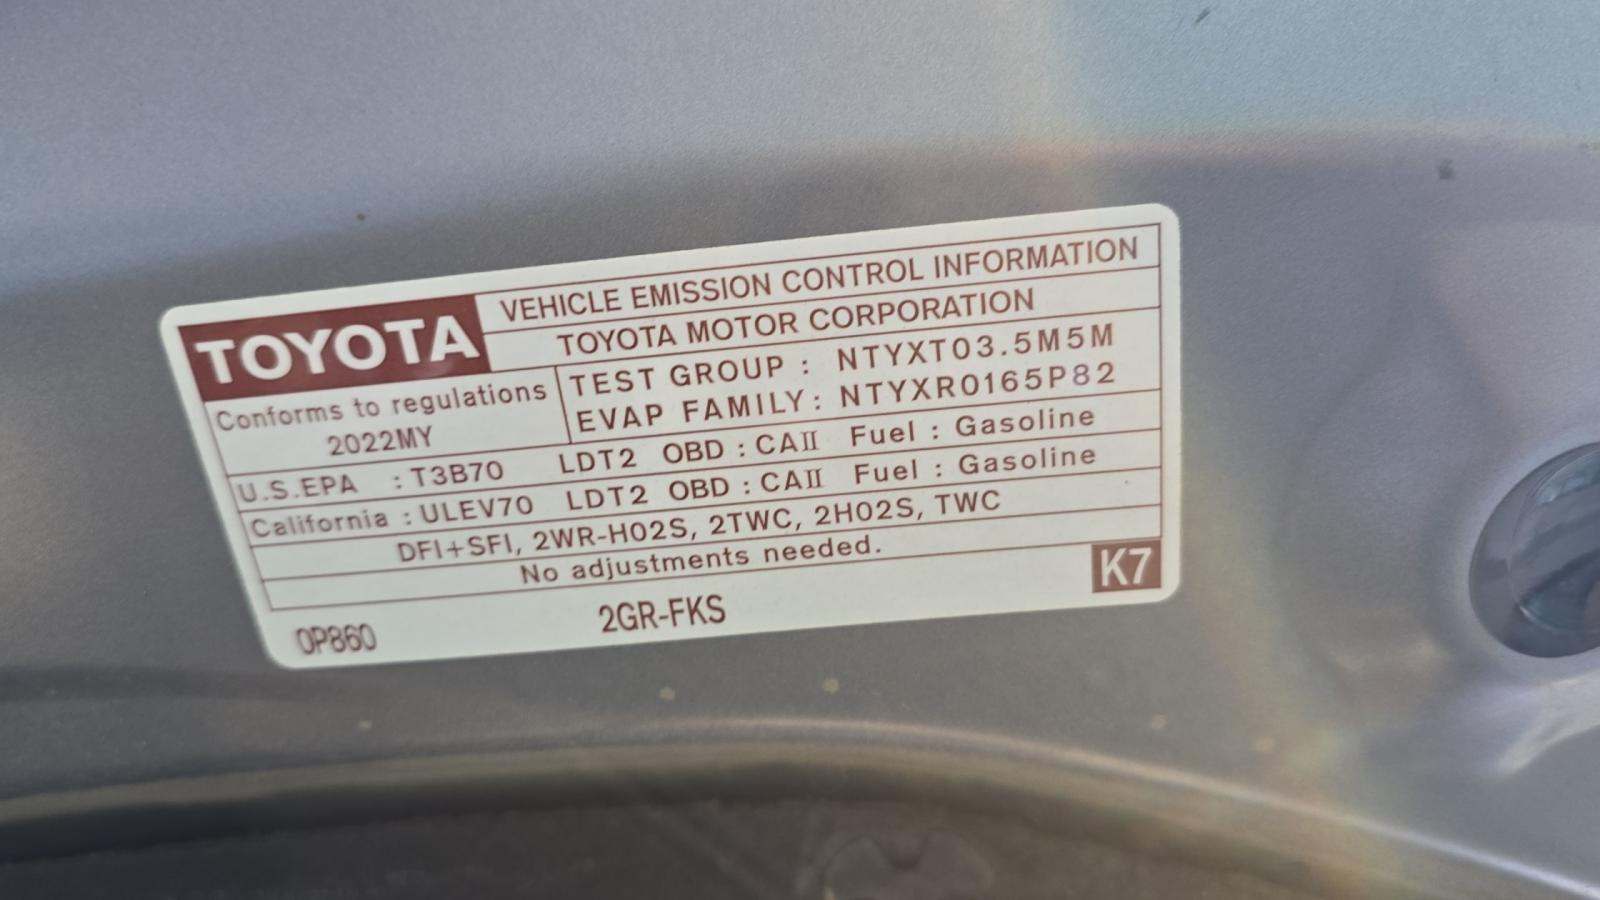 TOYOTA
VEHICLE EMISSION CONTROL INFORMATION
TOYOTA MOTOR CORPORATION
Conforms to regulations
2022MY
TEST GROUP : NTYXT03.5M5M
EVAP FAMILY: NTYXR0165P82
U.S.EPA : T3B70 LDT2 OBD : CAII Fuel : Gasoline
California : ULEV70 LDT2 OBD : CAII Fuel : Gasoline
DFI+SFI, 2WR-HO2S, 2TWC, 2HO2S, TWC
No adjustments needed.
0P860 2GR-FKS K7